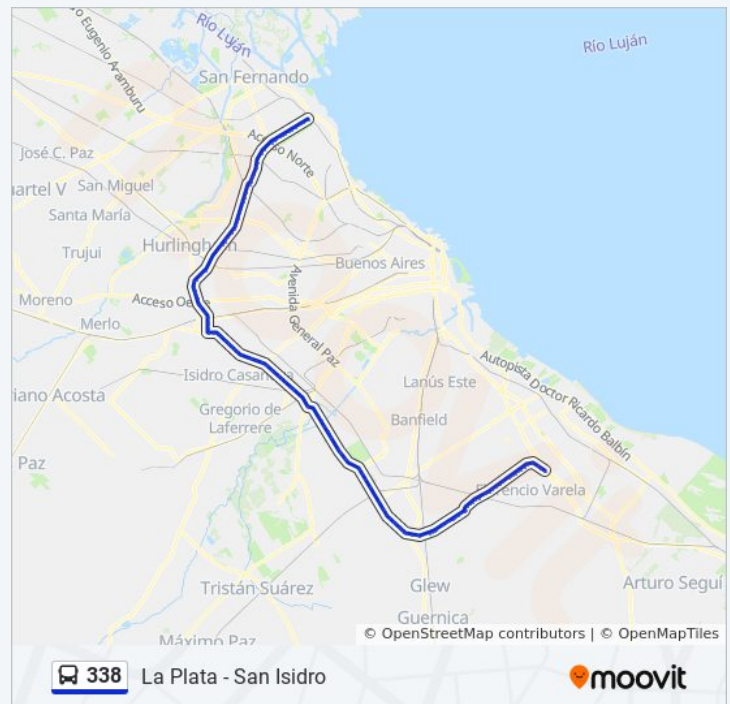 Río Luján
Río Luján
o Eugenio Aramburu
San Fernando
Acceso Norte
José C. Paz
uartel V
San Miguel
Santa María
Hurlingham
Trujui
Buenos Aires
Moreno
Acceso Oeste
Merlo
Avenida General Paz
Autopista Doctor Ricardo Balbín
Isidro Casanova
Lanús Este
iano Acosta
Gregorio de
Laferrere
Banfield
Paz
Florencio Varela
Tristán Suárez
Glew
Arturo Seguí
Guernica
Máximo Paz
© OpenStreetMap contributors | © OpenMapTiles
338 La Plata - San Isidro
moovit